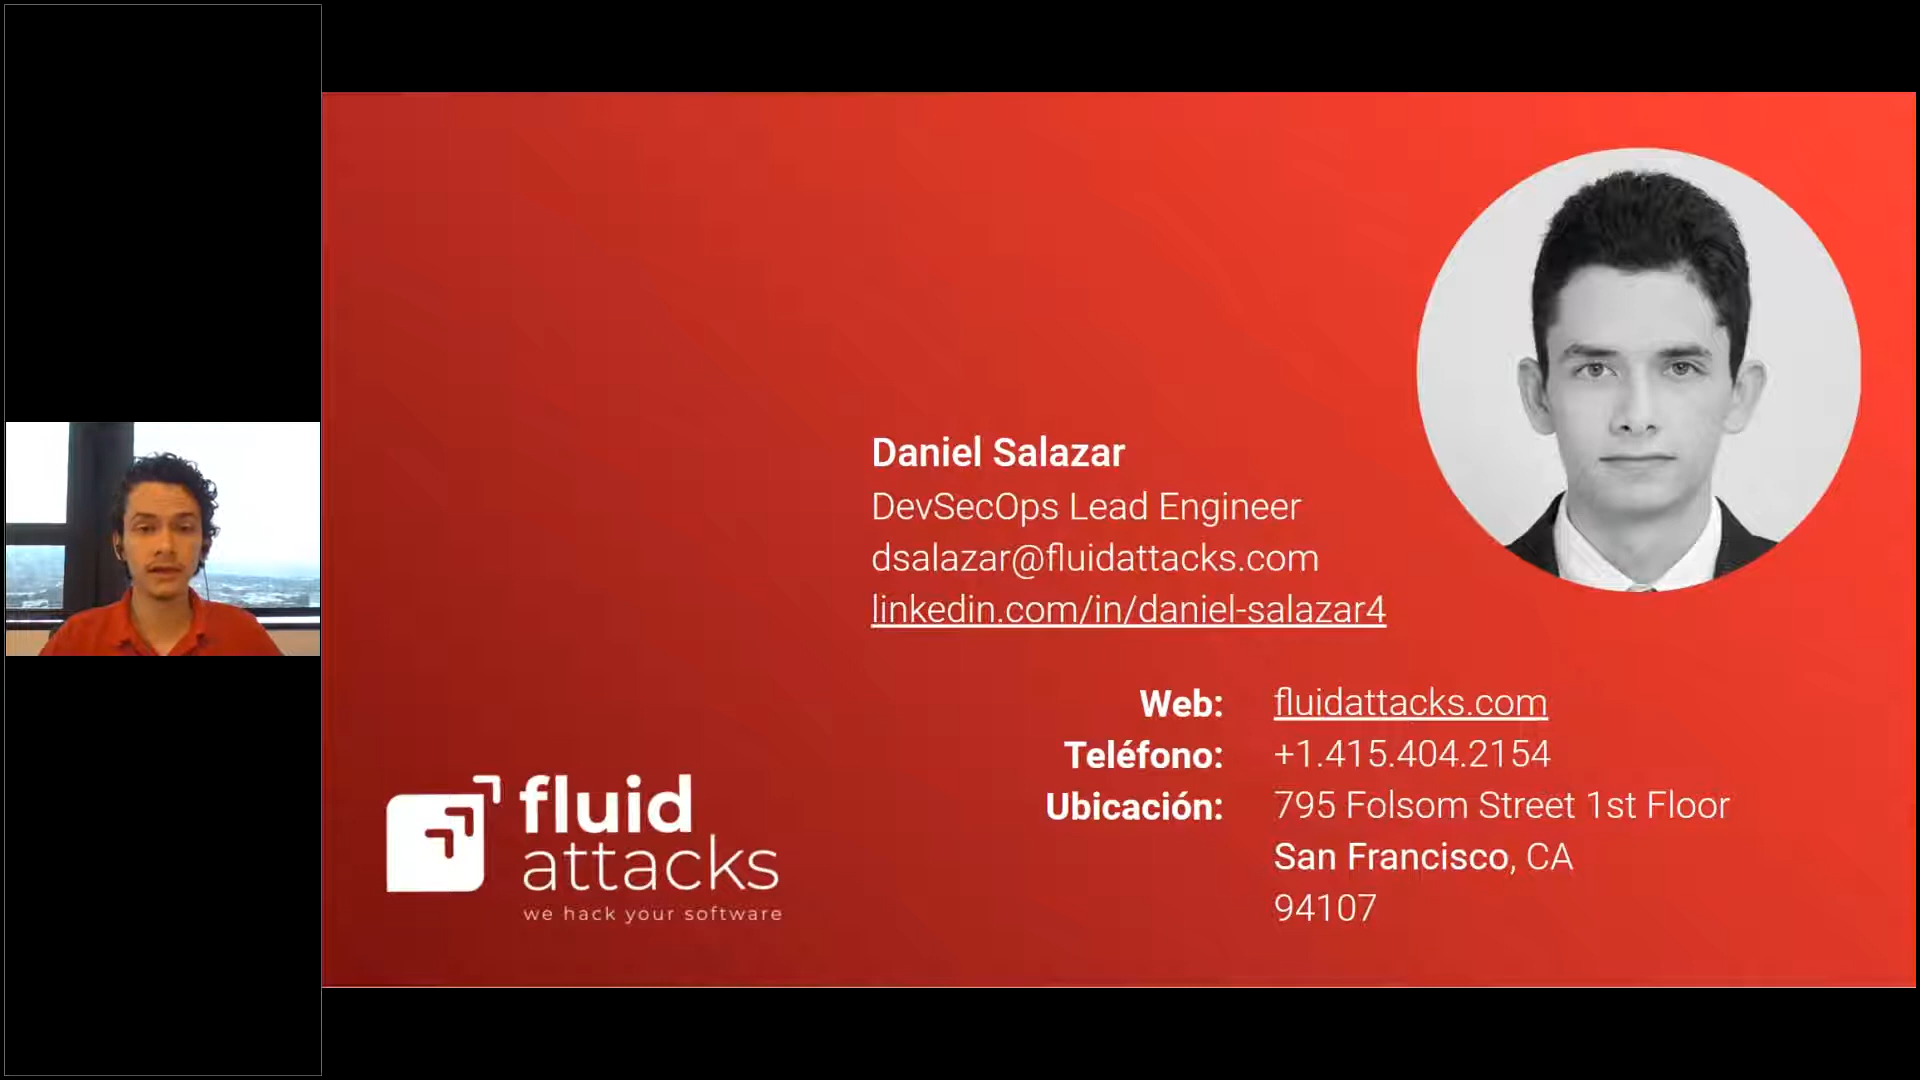 Daniel Salazar
DevSecOps Lead Engineer
dsalazar@fluidattacks.com
linkedin.com/in/daniel-salazar4
Web: fluidattacks.com
Teléfono: +1.415.404.2154
Ubicación: 795 Folsom Street 1st Floor
San Francisco, CA
94107
fluid
attacks
we hack your software